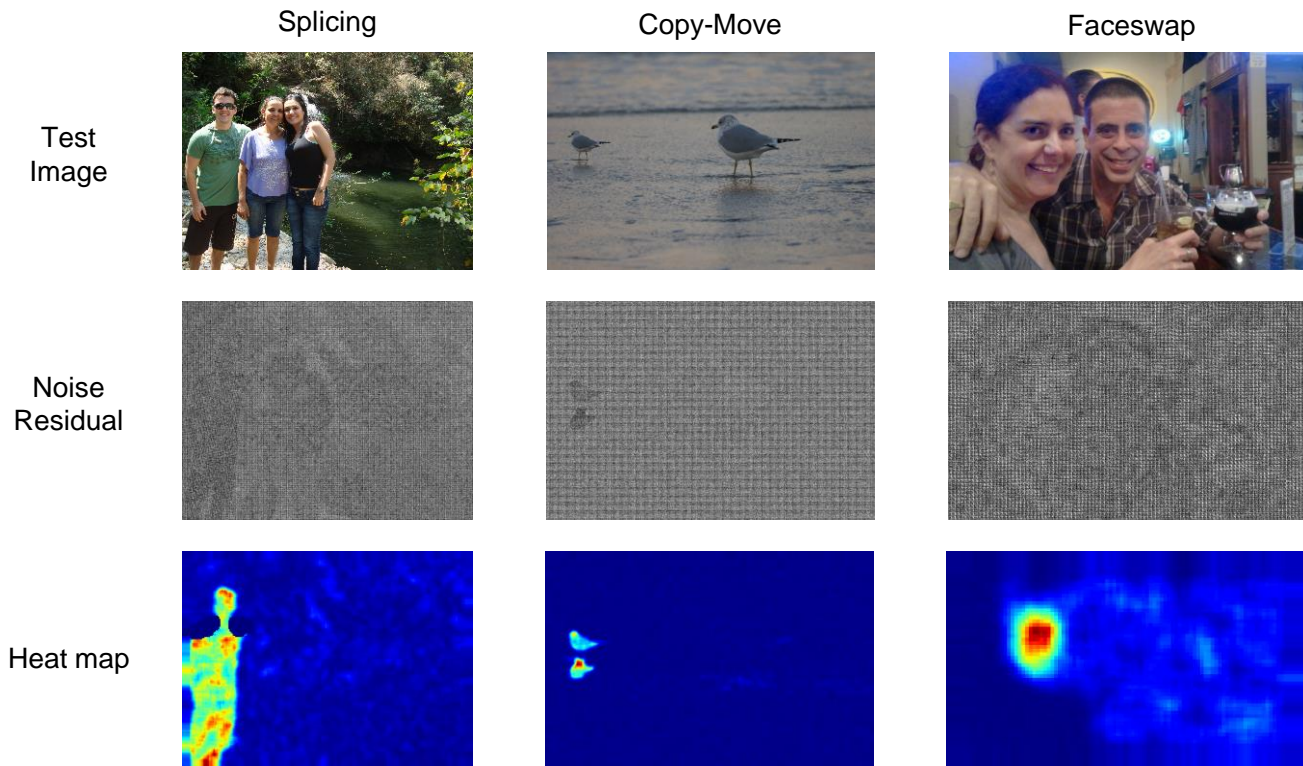 Splicing
Copy-Move
Faceswap
Test
Image
Noise
Residual
Heat map